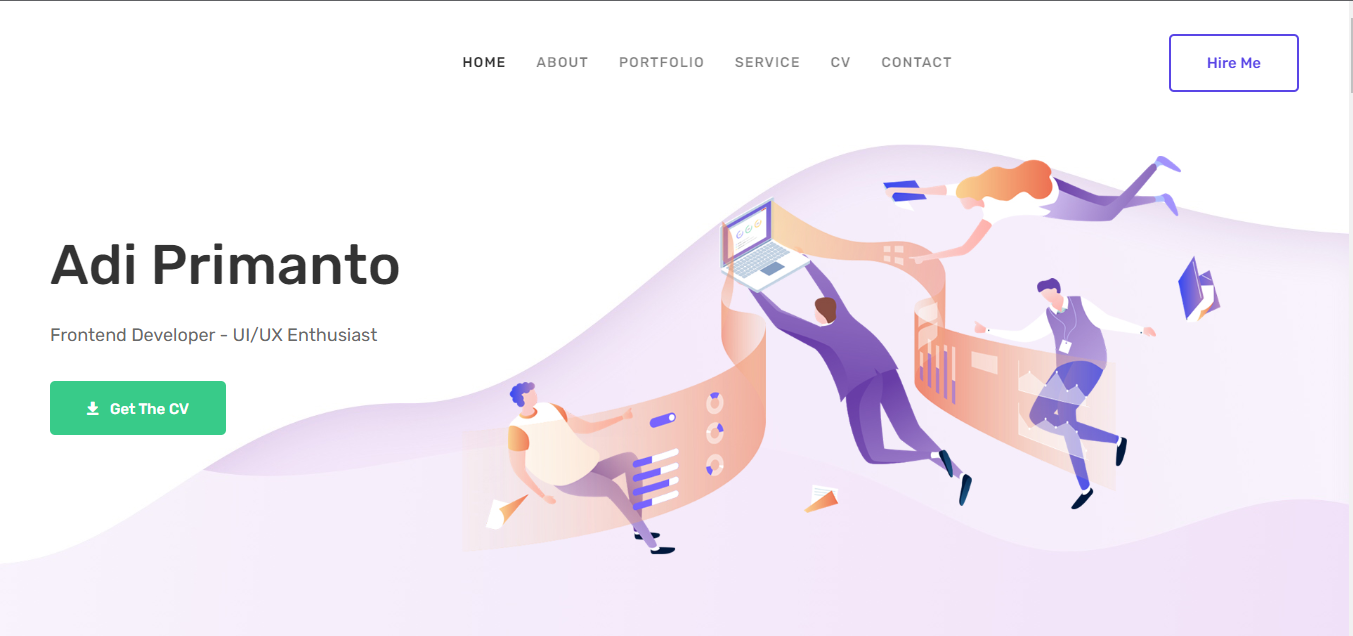 HOME ABOUT PORTFOLIO SERVICE CV CONTACT Hire Me
Adi Primanto
Frontend Developer - UI/UX Enthusiast
Get The CV